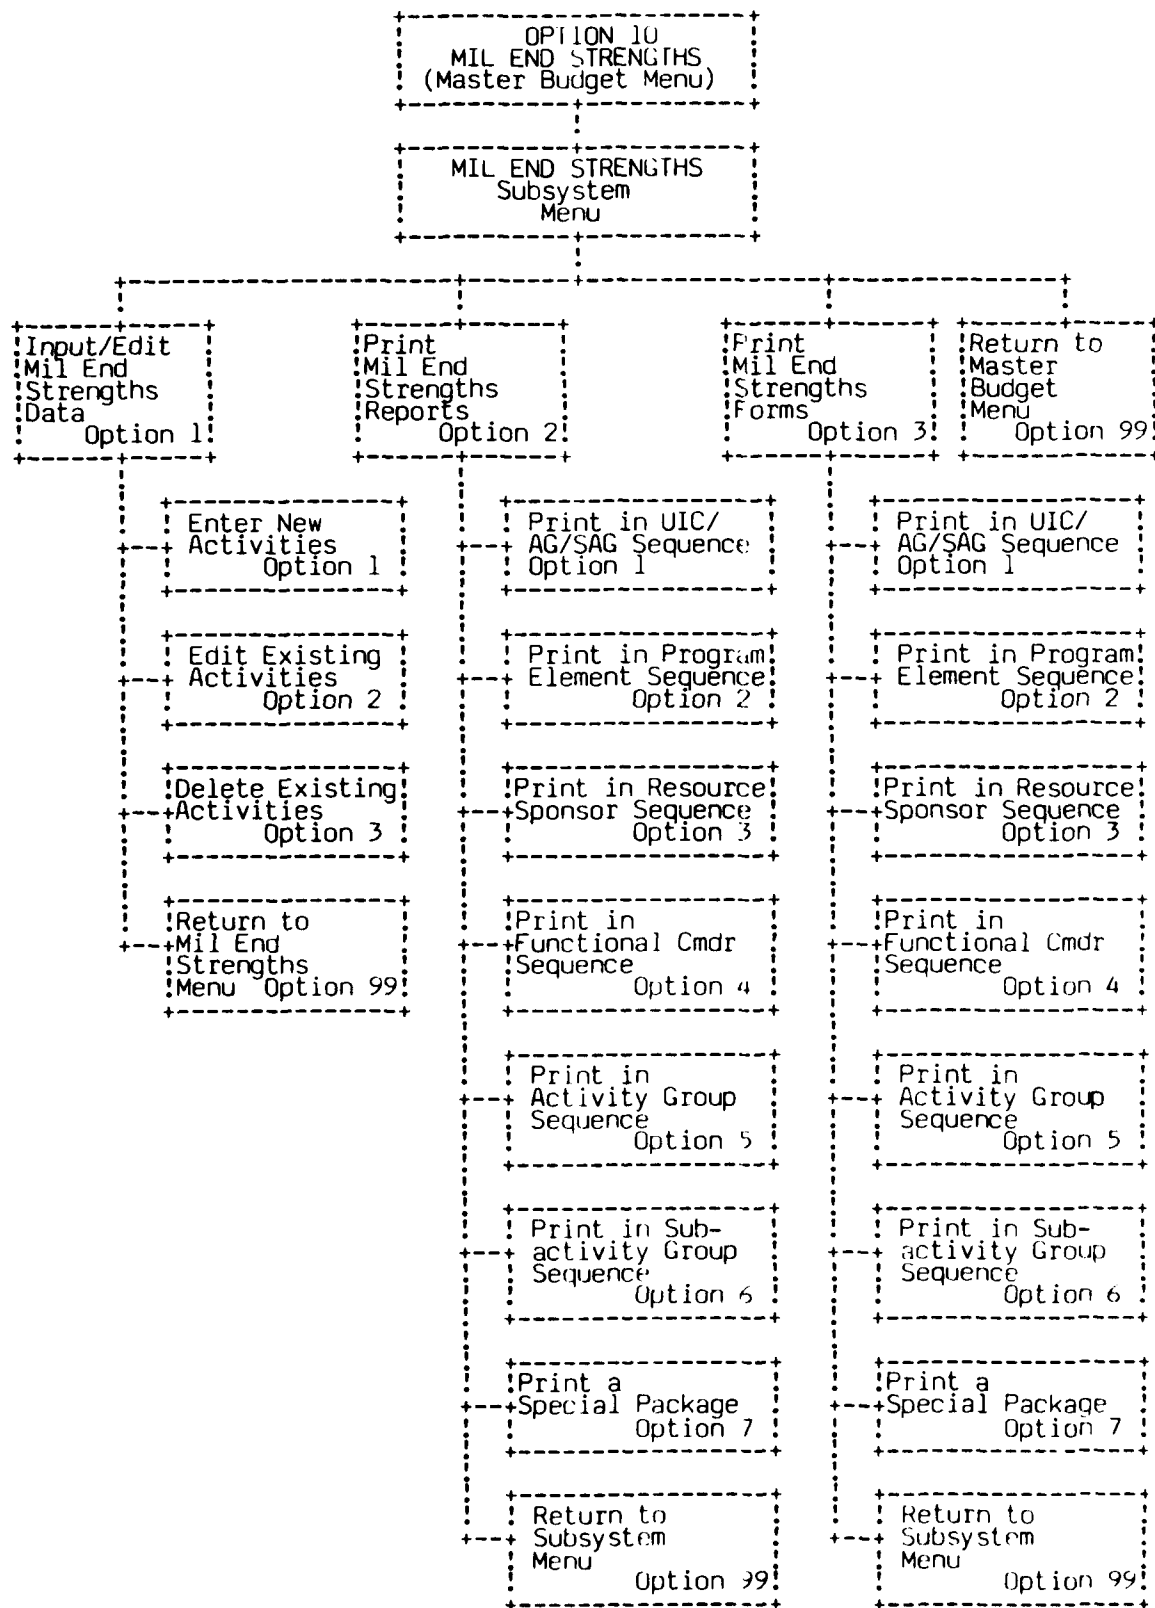 OPTION 10
MIL END STRENGTHS
(Master Budget Menu)
MIL END STRENGTHS
Subsystem
Menu
Input/Edit
Mil End
Strengths
Data
Option 1
Print
Mil End
Strengths
Reports
Option 2
Print
Mil End
Strengths
Forms
Option 3
Return to
Master
Budget
Menu
Option 99
Enter New
Activities
Option 1
Edit Existing
Activities
Option 2
Delete Existing
Activities
Option 3
Return to
Mil End
Strengths
Menu Option 99
Print in UIC/
AG/SAG Sequence
Option 1
Print in Program
Element Sequence
Option 2
Print in Resource
Sponsor Sequence
Option 3
Print in
Functional Cmdr
Sequence
Option 4
Print in
Activity Group
Sequence
Option 5
Print in Sub-
activity Group
Sequence
Option 6
Print a
Special Package
Option 7
Return to
Subsystem
Menu
Option 99
Print in UIC/
AG/SAG Sequence
Option 1
Print in Program
Element Sequence
Option 2
Print in Resource
Sponsor Sequence
Option 3
Print in
Functional Cmdr
Sequence
Option 4
Print in
Activity Group
Sequence
Option 5
Print in Sub-
activity Group
Sequence
Option 6
Print a
Special Package
Option 7
Return to
Subsystem
Menu
Option 99